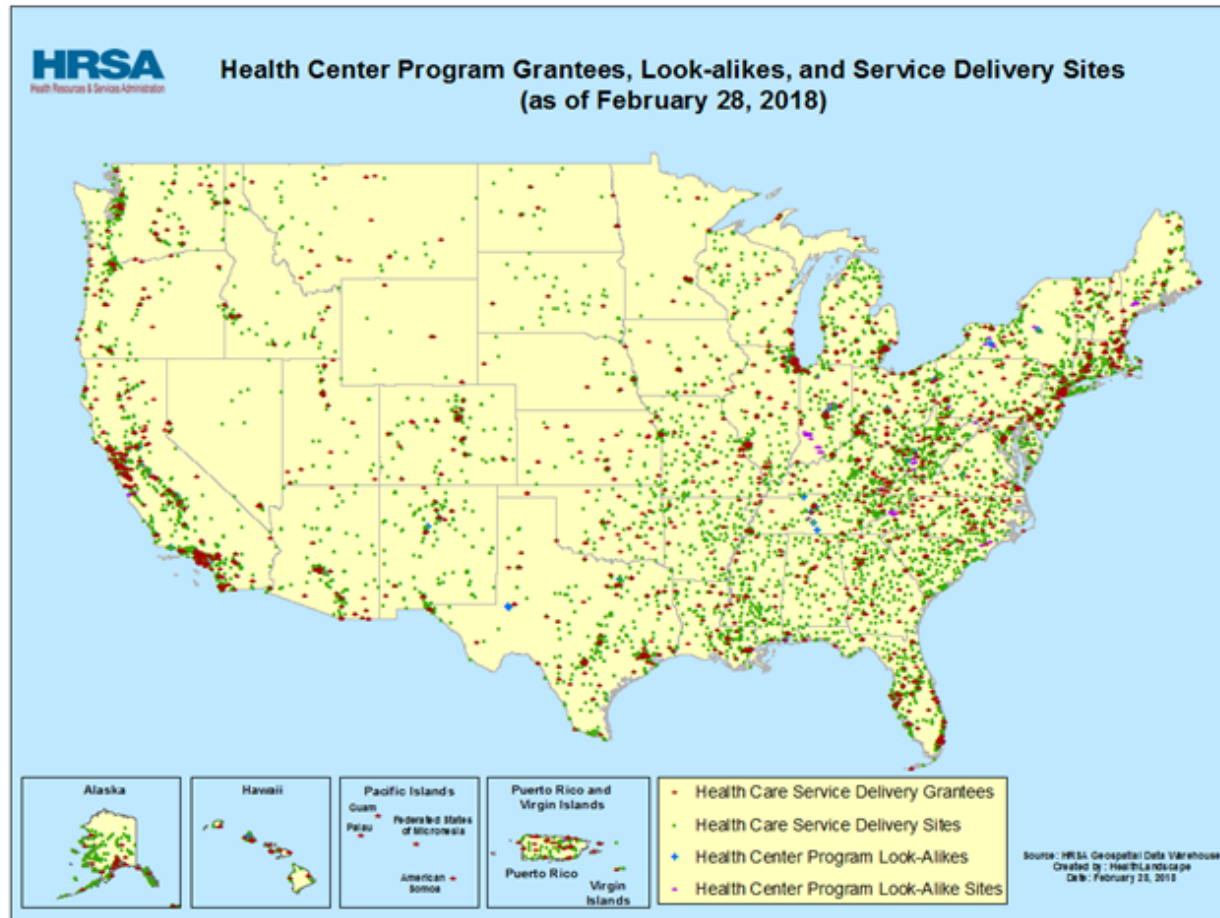 HRSA
Health Resources & Services Administration
Health Center Program Grantees, Look-alikes, and Service Delivery Sites
(as of February 28, 2018)
Alaska
Hawaii
Pacific Islands
Guam
Palau
Federated States
of Micronesia
American
Somoa
Puerto Rico and
Virgin Islands
Puerto Rico
Virgin
Islands
Health Care Service Delivery Grantees
Health Care Service Delivery Sites
Health Center Program Look-Alikes
Health Center Program Look-Alike Sites
Source: HRSA Geospatial Data Warehouse
Created by: HealthLandscape
Date: February 28, 2018